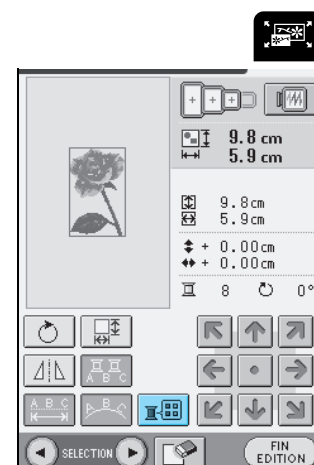 9.8 cm
5.9 cm
9.8cm
5.9cm
+ 0.00cm
+ 0.00cm
8 0°
A B C
A B C
A B C
SELECTION
FIN
EDITION